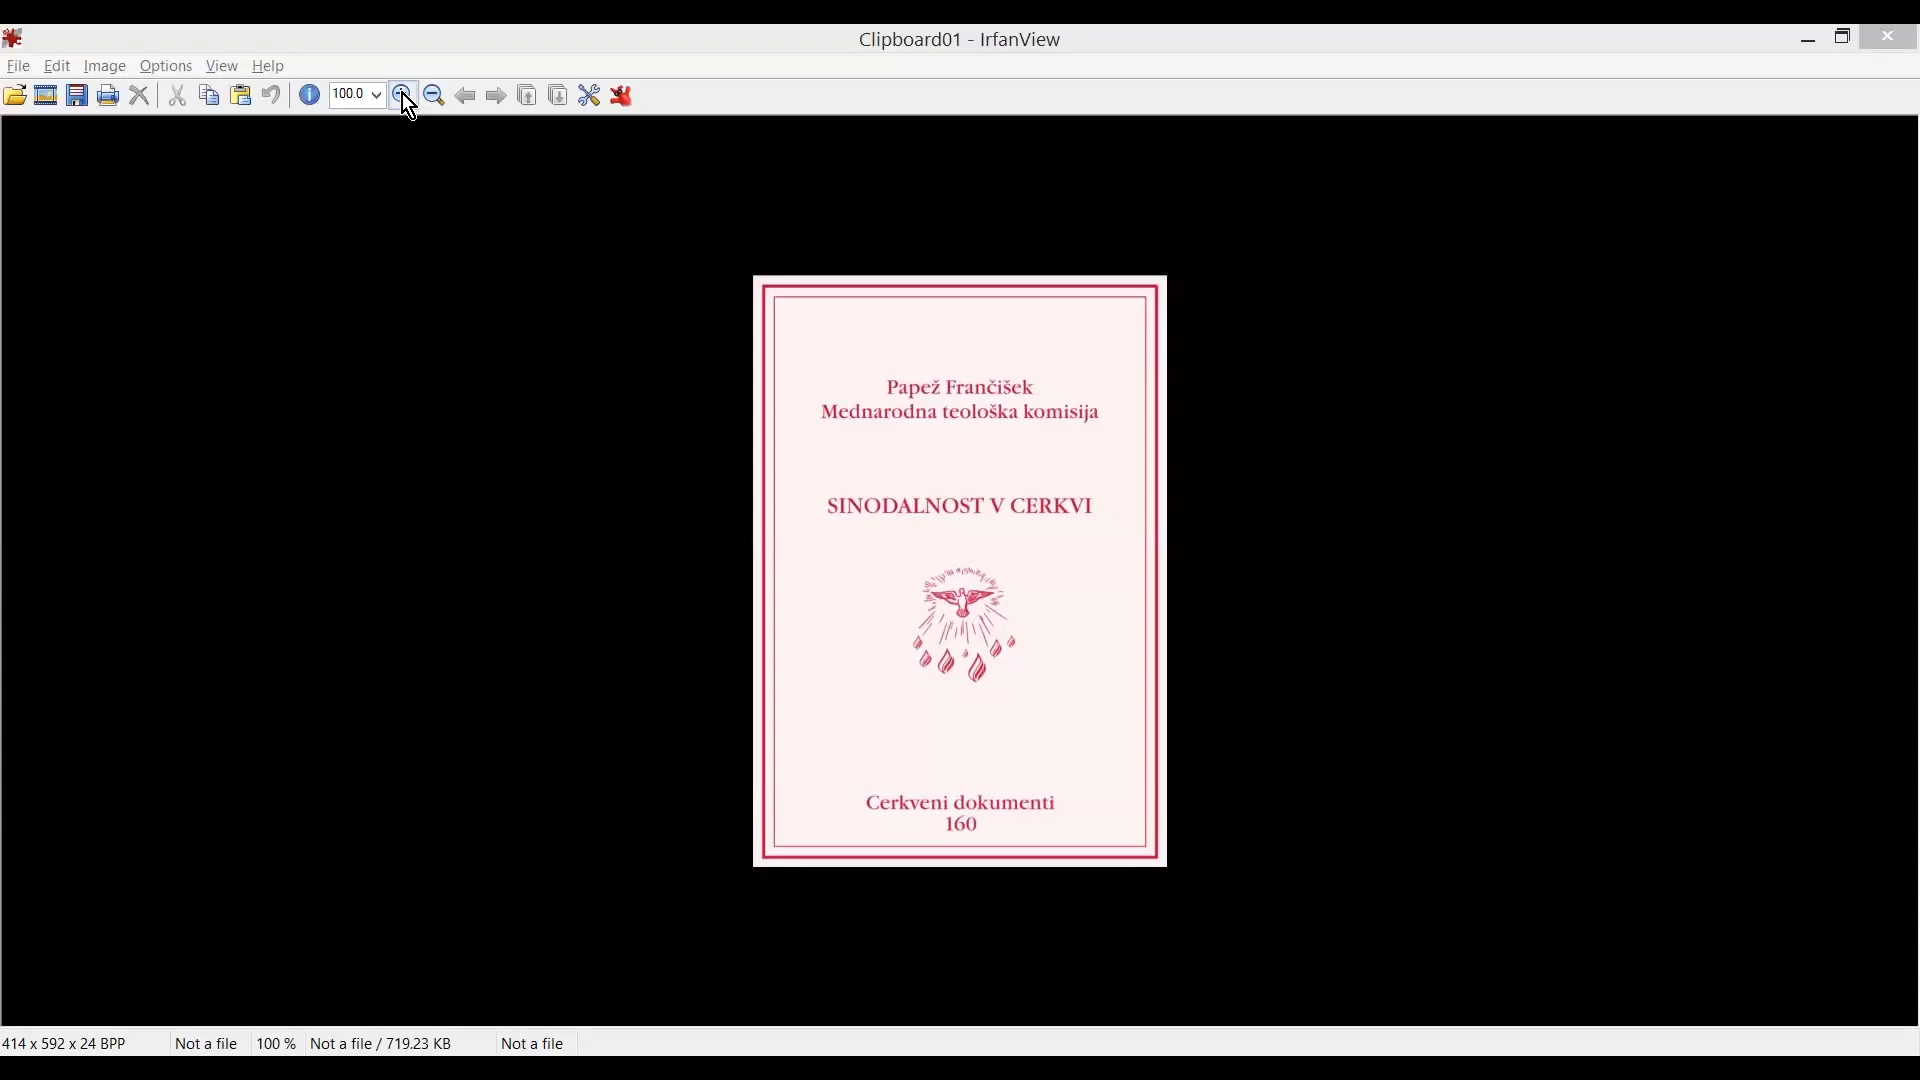 Clipboard01 - IrfanView
File Edit Image Options View Help
100.0
Papež Frančišek
Mednarodna teološka komisija
SINODALNOST V CERKVI
Cerkveni dokumenti
160
414 x 592 x 24 BPP Not a file 100 % Not a file / 719.23 KB Not a file